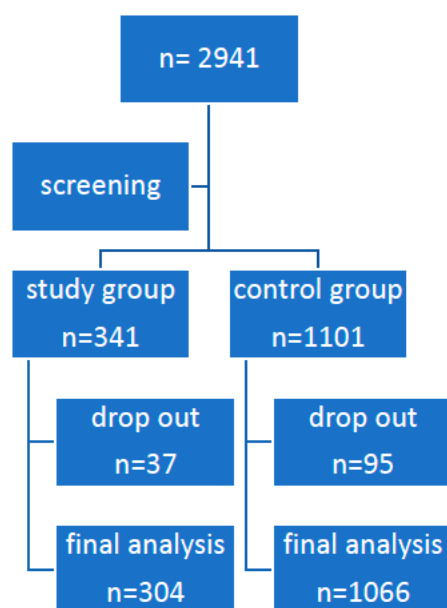 n= 2941
screening
study group
n=341
control group
n=1101
drop out
n=37
drop out
n=95
final analysis
n=304
final analysis
n=1066